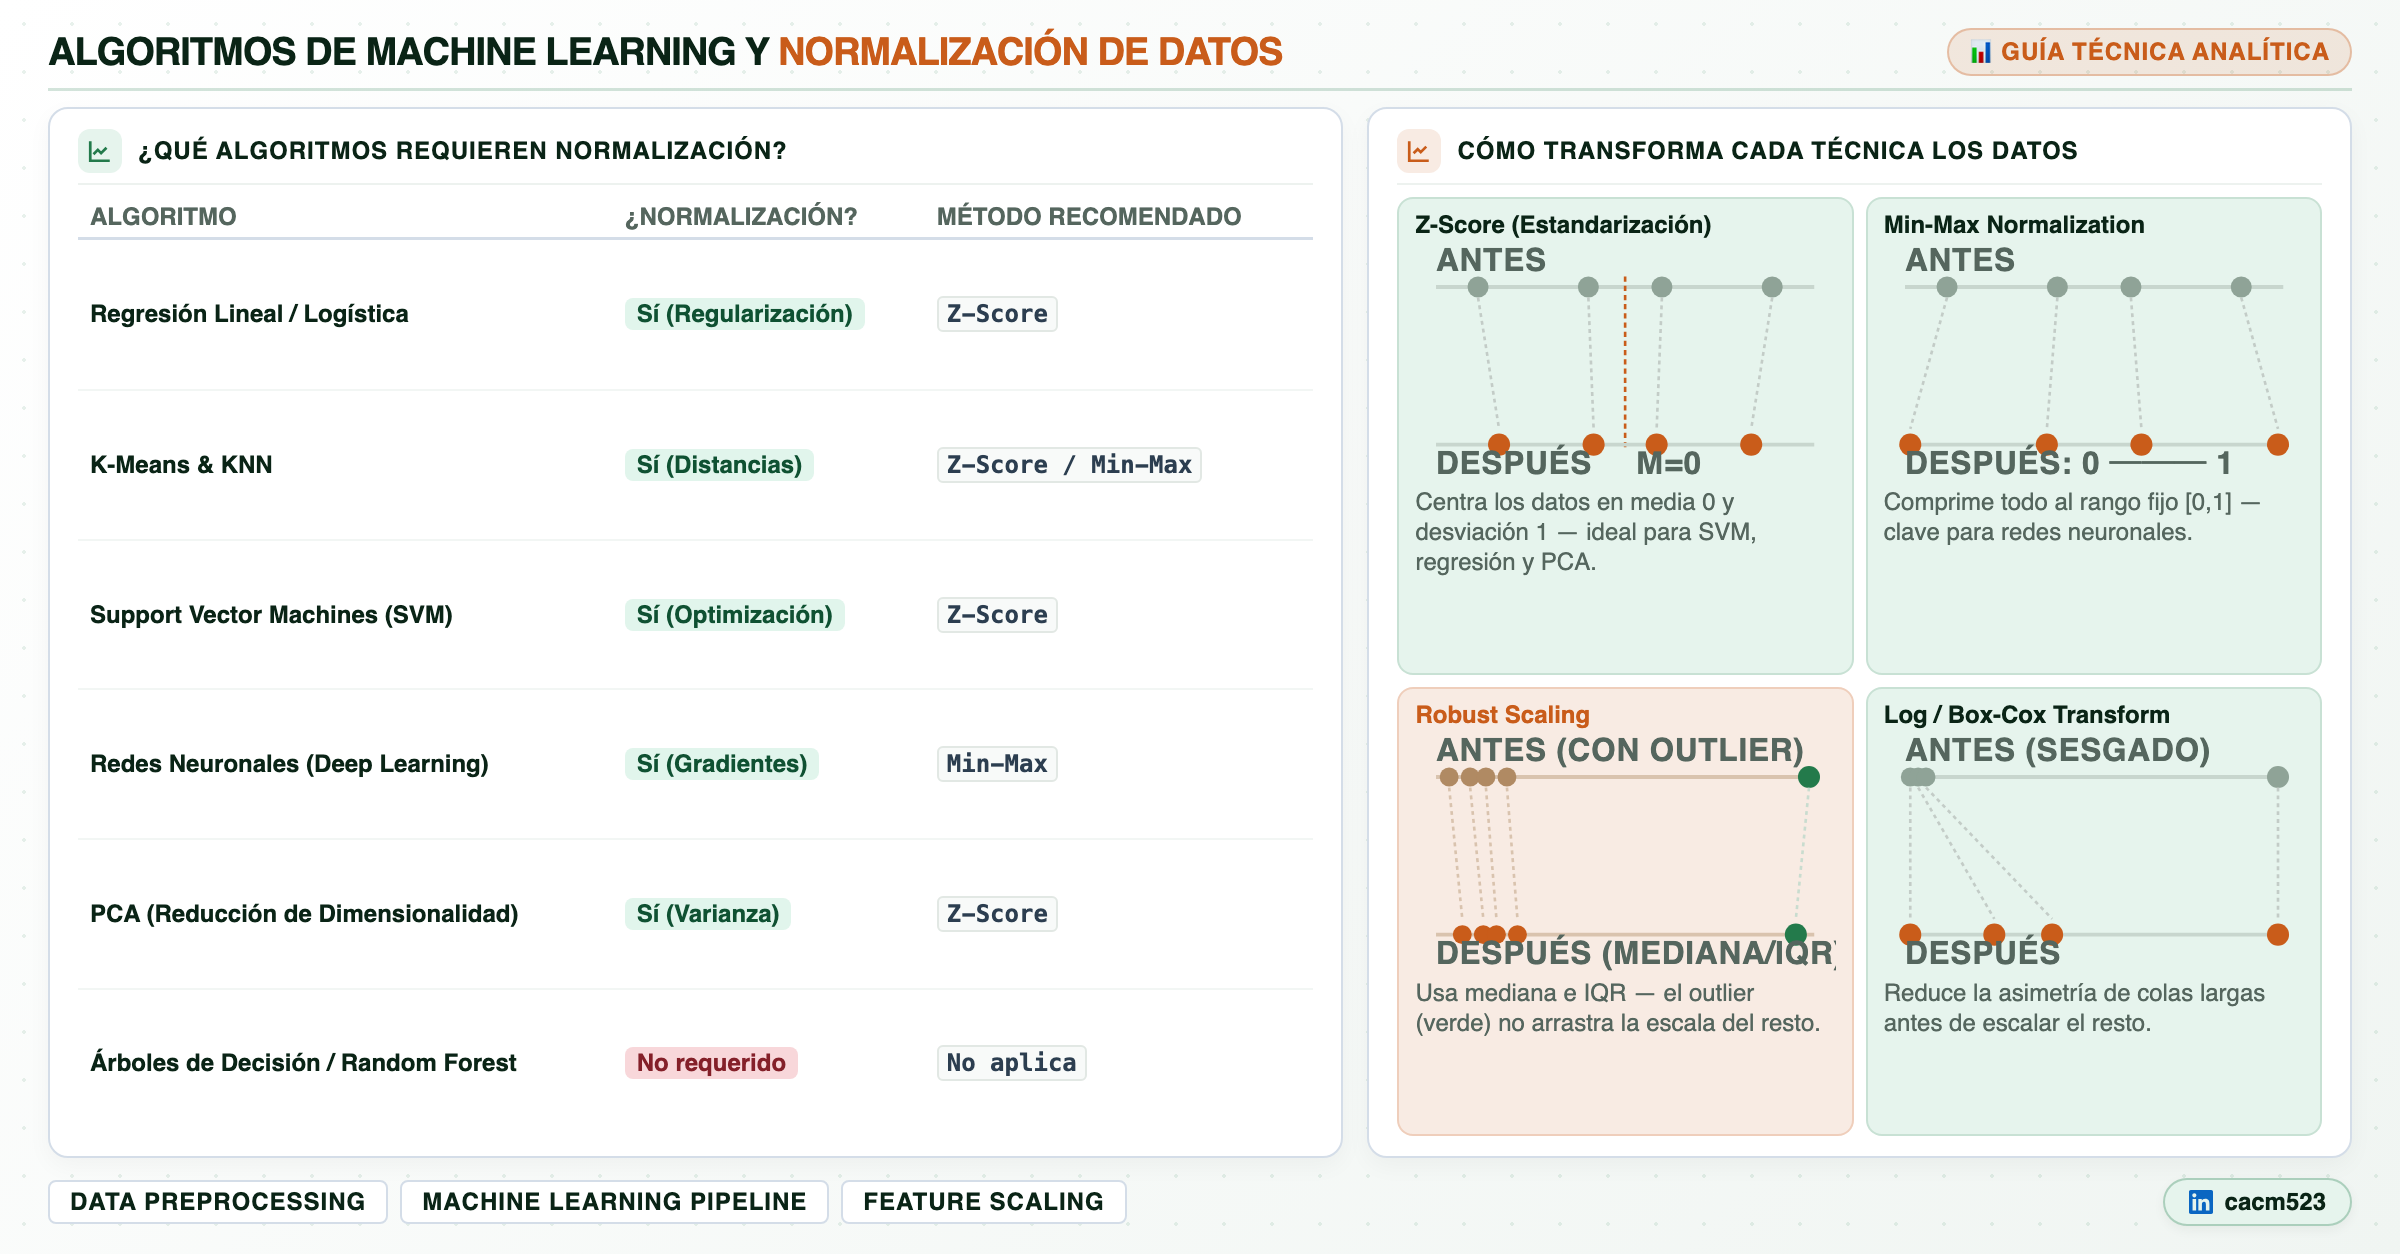 ALGORITMOS DE MACHINE LEARNING Y NORMALIZACIÓN DE DATOS
GUÍA TÉCNICA ANALÍTICA
¿QUÉ ALGORITMOS REQUIEREN NORMALIZACIÓN?
ALGORITMO ¿NORMALIZACIÓN? MÉTODO RECOMENDADO
Regresión Lineal / Logística Sí (Regularización) Z-Score
K-Means & KNN Sí (Distancias) Z-Score / Min-Max
Support Vector Machines (SVM) Sí (Optimización) Z-Score
Redes Neuronales (Deep Learning) Sí (Gradientes) Min-Max
PCA (Reducción de Dimensionalidad) Sí (Varianza) Z-Score
Árboles de Decisión / Random Forest No requerido No aplica
CÓMO TRANSFORMA CADA TÉCNICA LOS DATOS
Z-Score (Estandarización)
ANTES
DESPUÉS M=0
Centra los datos en media 0 y
desviación 1 — ideal para SVM,
regresión y PCA.
Min-Max Normalization
ANTES
DESPUÉS: 0 ——— 1
Comprime todo al rango fijo [0,1] —
clave para redes neuronales.
Robust Scaling
ANTES (CON OUTLIER)
DESPUÉS (MEDIANA/IQR)
Usa mediana e IQR — el outlier
(verde) no arrastra la escala del resto.
Log / Box-Cox Transform
ANTES (SESGADO)
DESPUÉS
Reduce la asimetría de colas largas
antes de escalar el resto.
DATA PREPROCESSING
MACHINE LEARNING PIPELINE
FEATURE SCALING
in cacm523